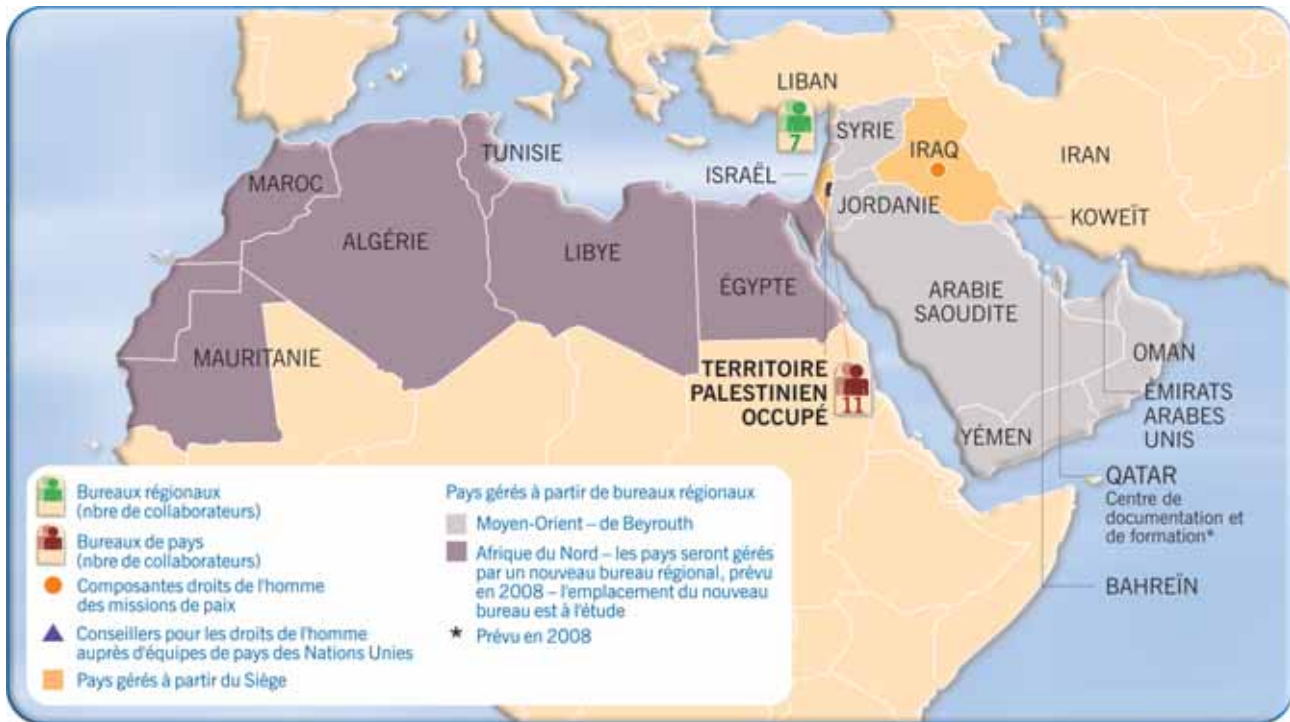 LIBAN
7
SYRIE
IRAQ
IRAN
TUNISIE
ISRAËL
MAROC
JORDANIE
KOWEÏT
ALGÉRIE
LIBYE
ÉGYPTE
ARABIE
SAOUDITE
MAURITANIE
OMAN
TERRITOIRE
PALESTINIEN
OCCUPÉ
11
ÉMIRATS
ARABES
UNIS
YÉMEN
QATAR
Centre de
documentation et
de formation*
BAHREÏN
Bureaux régionaux
(nbre de collaborateurs)
Bureaux de pays
(nbre de collaborateurs)
Composantes droits de l'homme
des missions de paix
Conseillers pour les droits de l'homme
auprès d'équipes de pays des Nations Unies
Pays gérés à partir du Siège
Pays gérés à partir de bureaux régionaux
Moyen-Orient – de Beyrouth
Afrique du Nord – les pays seront gérés
par un nouveau bureau régional, prévu
en 2008 – l'emplacement du nouveau
bureau est à l'étude
* Prévu en 2008